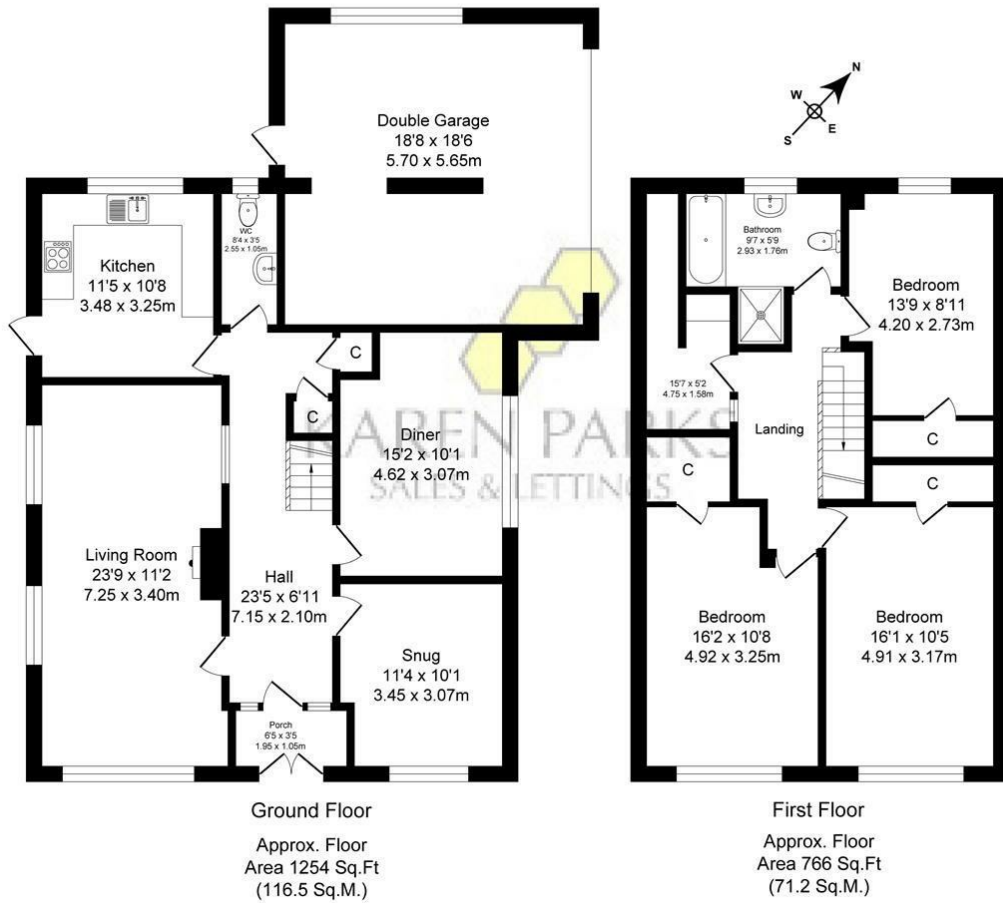 Double Garage
18'8 x 18'6
5.70 x 5.65m
N
W
E
S
WC
8'4 x 3'5
2.55 x 1.05m
Kitchen
11'5 x 10'8
3.48 x 3.25m
C
C
Diner
15'2 x 10'1
4.62 x 3.07m
KAREN PARKS
SALES & LETTINGS
Living Room
23'9 x 11'2
7.25 x 3.40m
Hall
23'5 x 6'11
7.15 x 2.10m
Snug
11'4 x 10'1
3.45 x 3.07m
Porch
6'5 x 3'5
1.95 x 1.05m
Ground Floor
Approx. Floor
Area 1254 Sq.Ft
(116.5 Sq.M.)
Bathroom
9'7 x 5'9
2.93 x 1.76m
Bedroom
13'9 x 8'11
4.20 x 2.73m
15'7 x 5'2
4.75 x 1.58m
Landing
C
C
C
Bedroom
16'2 x 10'8
4.92 x 3.25m
Bedroom
16'1 x 10'5
4.91 x 3.17m
First Floor
Approx. Floor
Area 766 Sq.Ft
(71.2 Sq.M.)